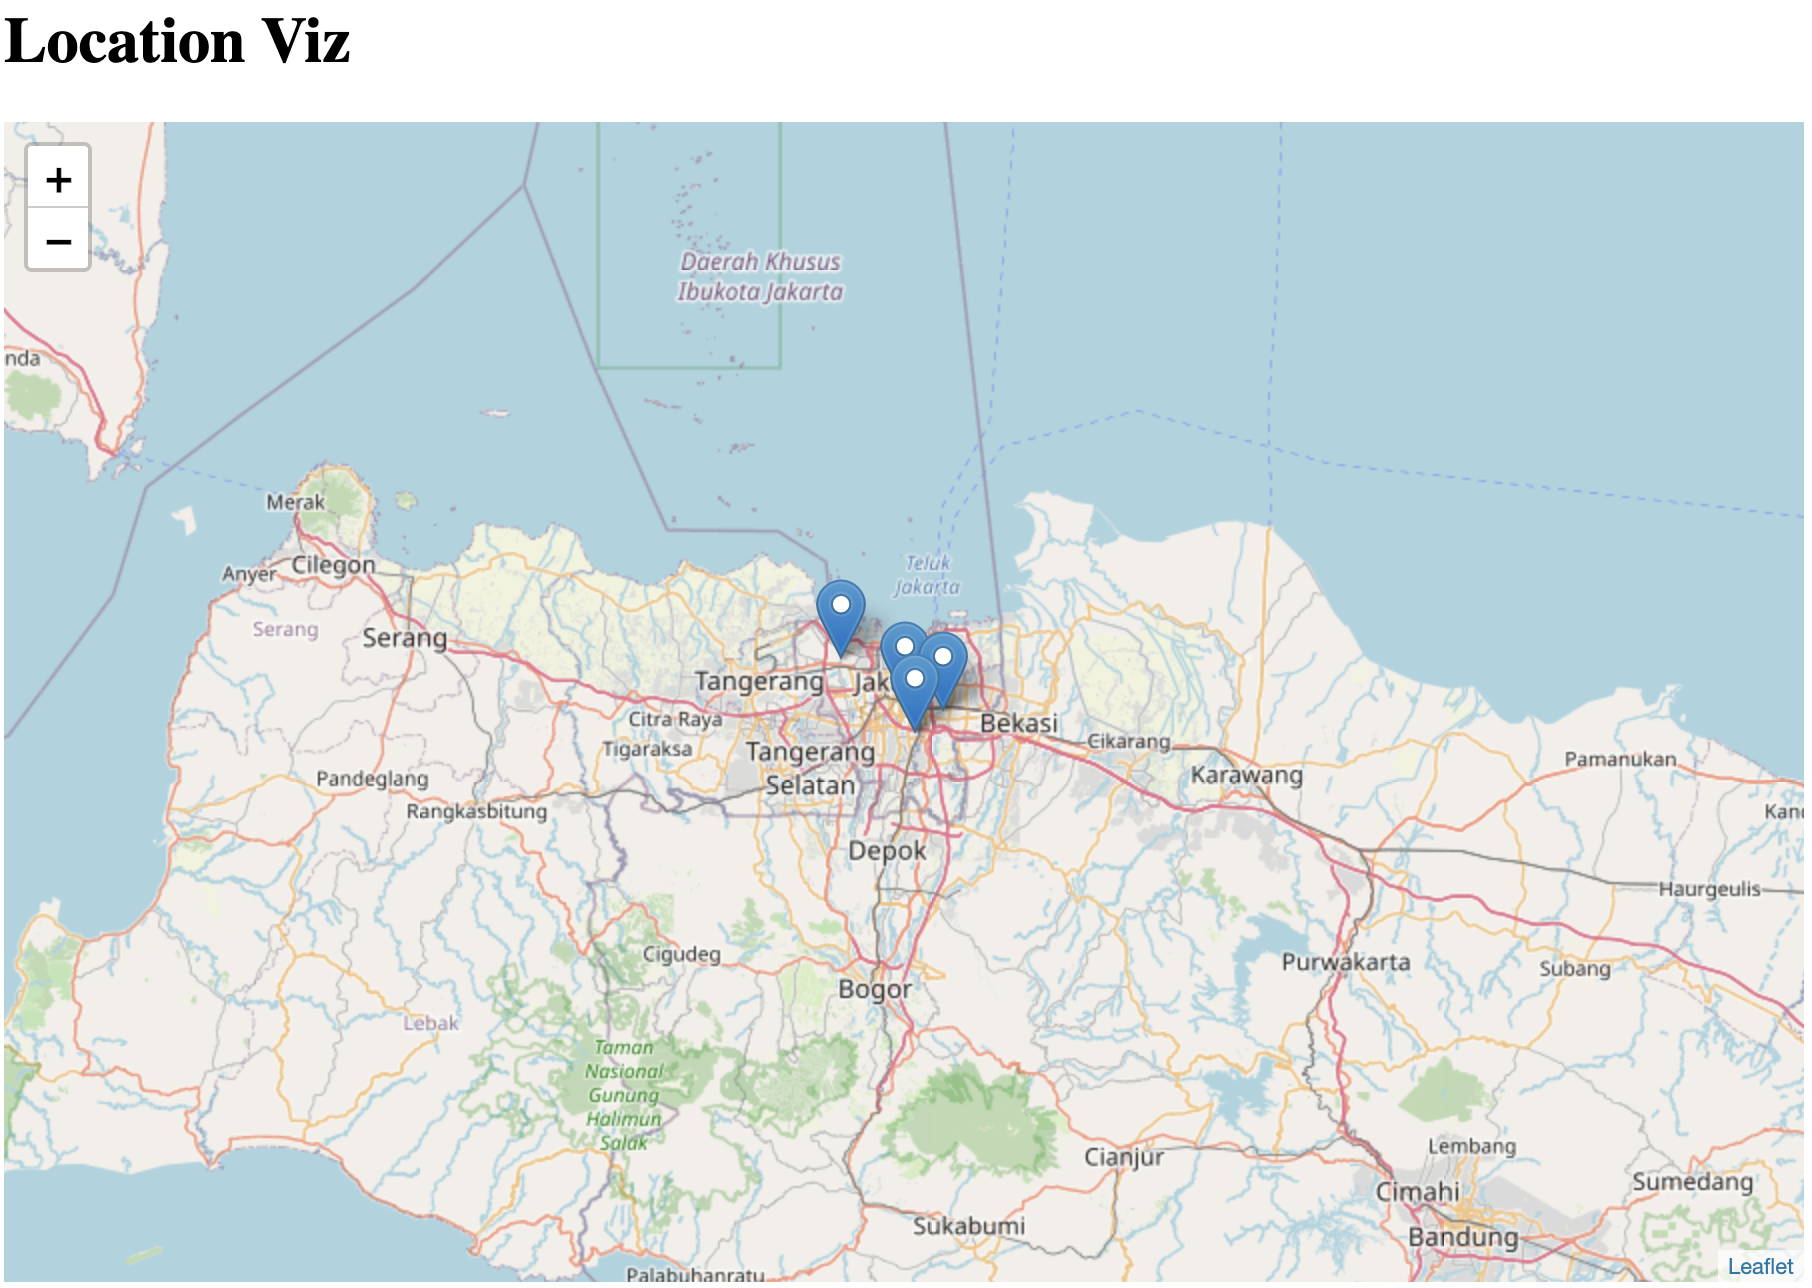 Location Viz
+
−
Daerah Khusus
Ibukota Jakarta
nda
Merak
Anyer
Cilegon
Teluk
Jakarta
Serang
Serang
Tangerang
Jak
Citra Raya
Bekasi
Tigaraksa
Tangerang
Selatan
Cikarang
Karawang
Pamanukan
Pandeglang
Rangkasbitung
Kand
Depok
Haurgeulis
Cigudeg
Purwakarta
Subang
Bogor
Lebak
Taman
Nasional
Gunung
Halimun
Salak
Cianjur
Lembang
Cimahi
Sumedang
Sukabumi
Bandung
Palabuhanratu
Leaflet